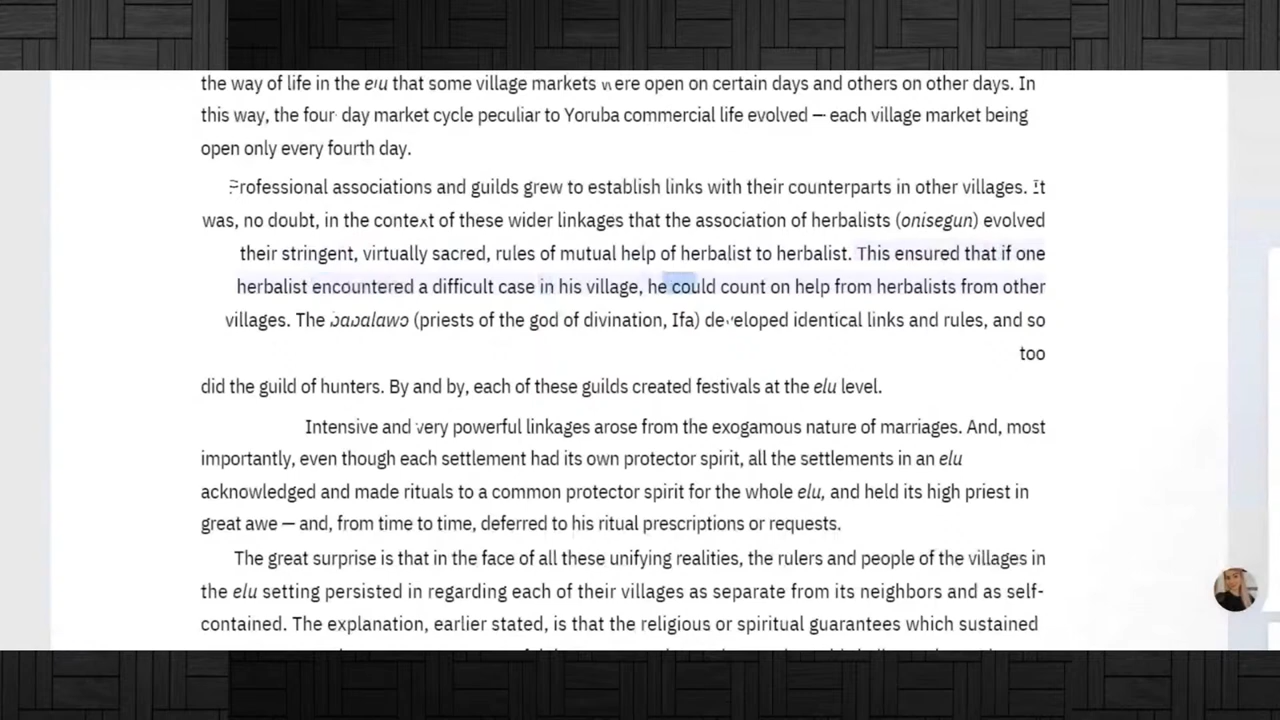 the way of life in the elu that some village markets were open on certain days and others on other days. In
this way, the four day market cycle peculiar to Yoruba commercial life evolved — each village market being
open only every fourth day.
Professional associations and guilds grew to establish links with their counterparts in other villages. It
was, no doubt, in the context of these wider linkages that the association of herbalists (onisegun) evolved
their stringent, virtually sacred, rules of mutual help of herbalist to herbalist. This ensured that if one
herbalist encountered a difficult case in his village, he could count on help from herbalists from other
villages. The babalawo (priests of the god of divination, Ifa) developed identical links and rules, and so
too
did the guild of hunters. By and by, each of these guilds created festivals at the elu level.
Intensive and very powerful linkages arose from the exogamous nature of marriages. And, most
importantly, even though each settlement had its own protector spirit, all the settlements in an elu
acknowledged and made rituals to a common protector spirit for the whole elu, and held its high priest in
great awe — and, from time to time, deferred to his ritual prescriptions or requests.
The great surprise is that in the face of all these unifying realities, the rulers and people of the villages in
the elu setting persisted in regarding each of their villages as separate from its neighbors and as self-
contained. The explanation, earlier stated, is that the religious or spiritual guarantees which sustained